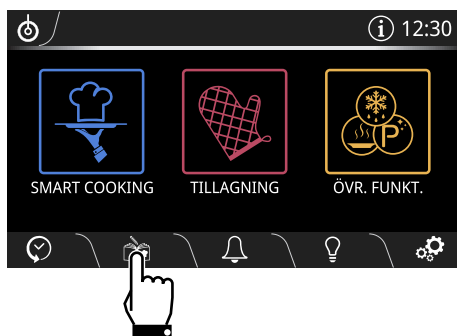 12:30
SMART COOKING
TILLAGNING
ÖVR. FUNKT.
P